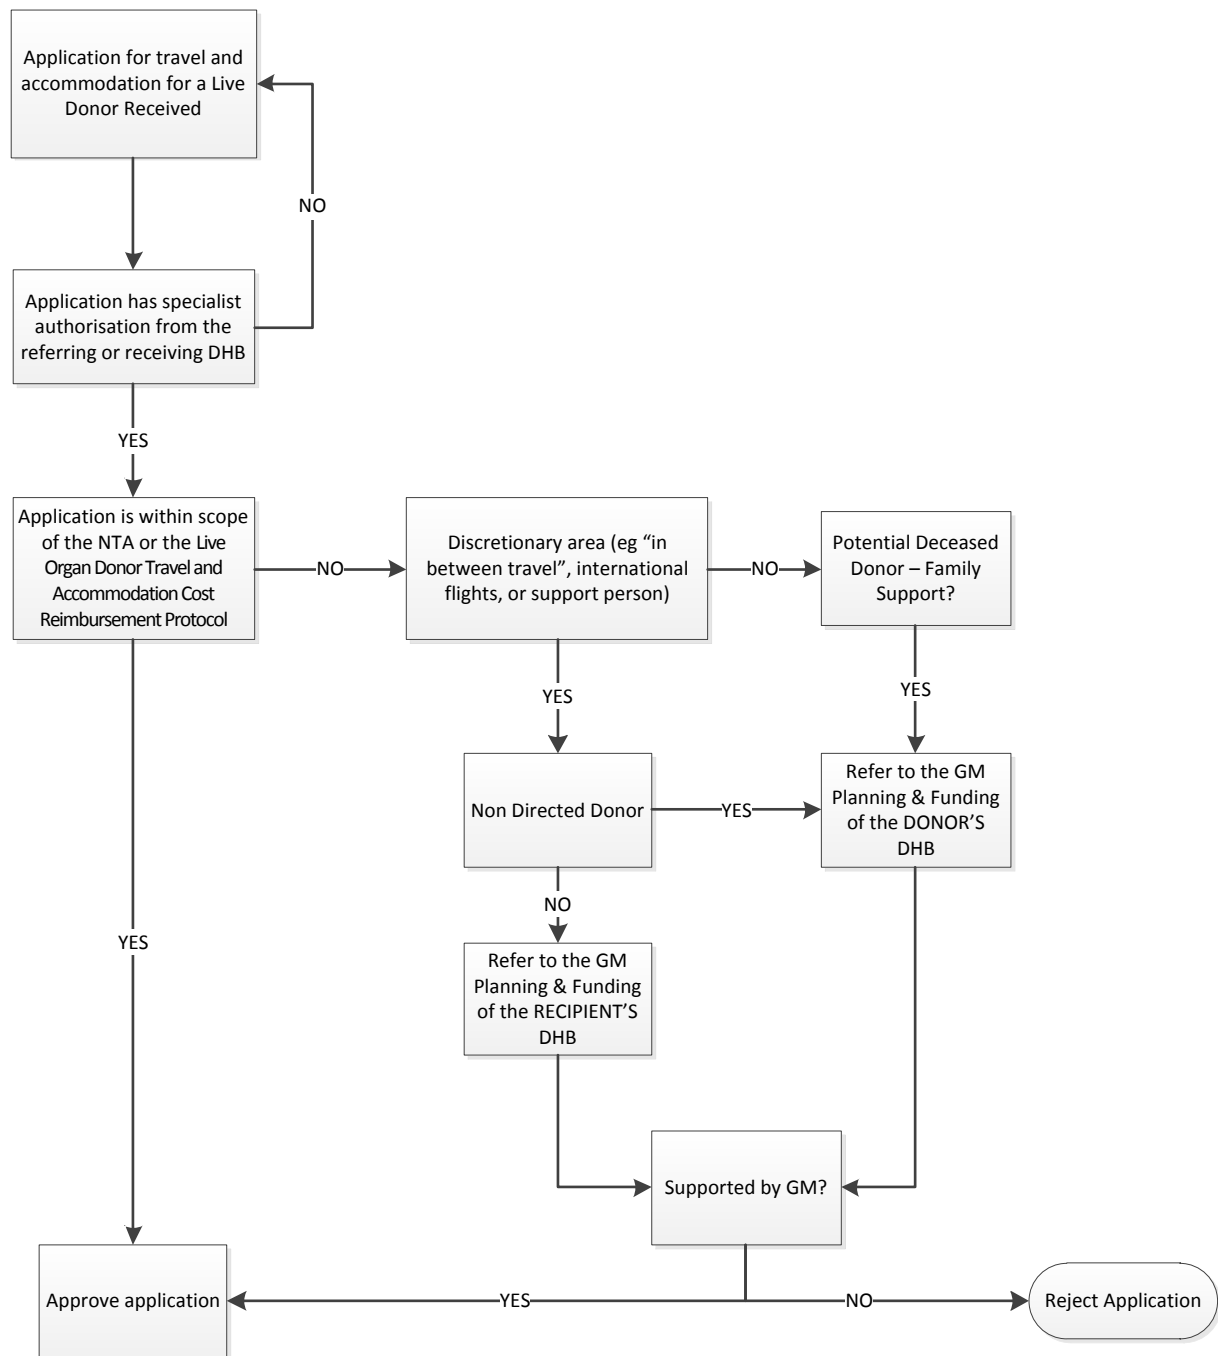 Application for travel and
accommodation for a Live
Donor Received
NO
Application has specialist
authorisation from the
referring or receiving DHB
YES
Application is within scope
of the NTA or the Live
Organ Donor Travel and
Accommodation Cost
Reimbursement Protocol
NO
Discretionary area (eg “in
between travel”, international
flights, or support person)
NO
Potential Deceased
Donor – Family
Support?
YES
YES
Non Directed Donor
YES
Refer to the GM
Planning & Funding
of the DONOR’S
DHB
NO
YES
Refer to the GM
Planning & Funding
of the RECIPIENT’S
DHB
Supported by GM?
Approve application
YES
NO
Reject Application